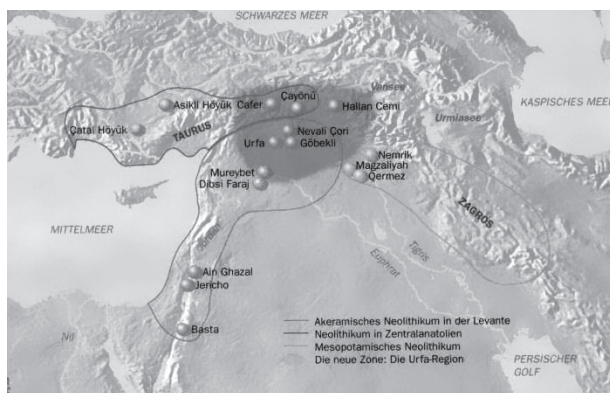 SCHWARZES MEER
KASPISCHES MEER
Vansee
Urmiasee
Çayönü
Asikli Höyük
Cafer
Hallan Cemi
Çatal Höyük
TAURUS
Nevali Çori
Urfa
Göbekli
Nemrik
Magzaliyah
Qermez
Mureybet
Dibsi Faraj
ZAGROS
MITTELMEER
Jordan
Tigris
Euphrat
Ain Ghazal
Jericho
Nil
Basta
Akeramisches Neolithikum in der Levante
Neolithikum in Zentralanatolien
Mesopotamisches Neolithikum
Die neue Zone: Die Urfa-Region
PERSISCHER
GOLF